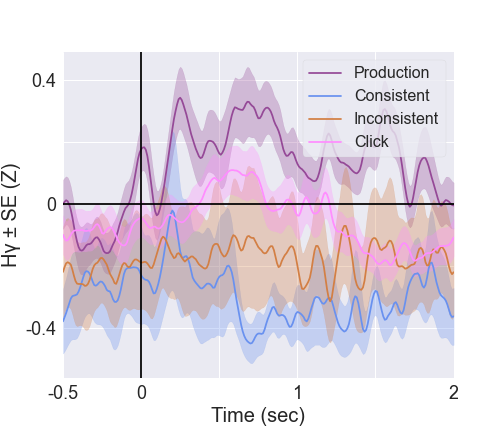 Production
Consistent
Inconsistent
Click
0.4
0
-0.4
Hγ ± SE (Z)
-0.5
0
1
2
Time (sec)